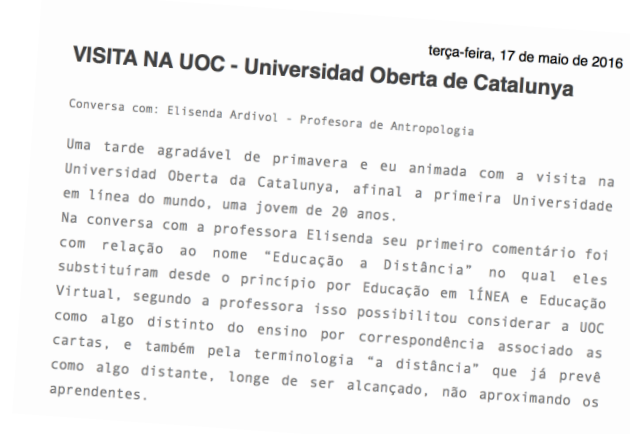 terça-feira, 17 de maio de 2016
VISITA NA UOC - Universidad Oberta de Catalunya
Conversa com: Elisenda Ardivol - Profesora de Antropologia
Uma tarde agradável de primavera e eu animada com a visita na
Universidad Oberta da Catalunya, afinal a primeira Universidade
em línea do mundo, uma jovem de 20 anos.
Na conversa com a professora Elisenda seu primeiro comentário foi
com relação ao nome “Educação a Distância” no qual eles
substituíram desde o princípio por Educação em lÍNEA e Educação
Virtual, segundo a professora isso possibilitou considerar a UOC
como algo distinto do ensino por correspondência associado as
cartas, e também pela terminologia “a distância” que já prevê
como algo distante, longe de ser alcançado, não aproximando os
aprendentes.